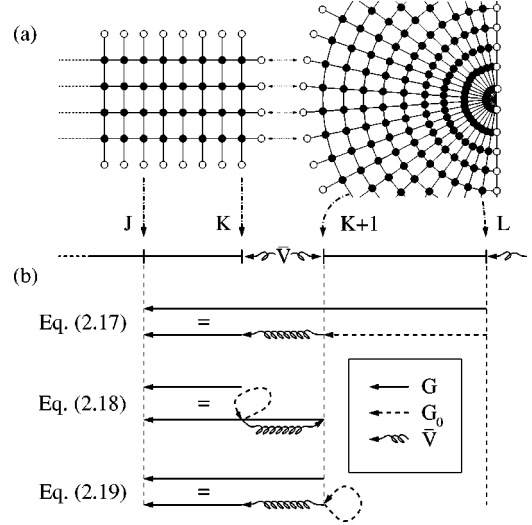 (a)
J K K+1 L
V̄
(b)
Eq. (2.17) =
Eq. (2.18) =
Eq. (2.19) =
G
G₀
V̄